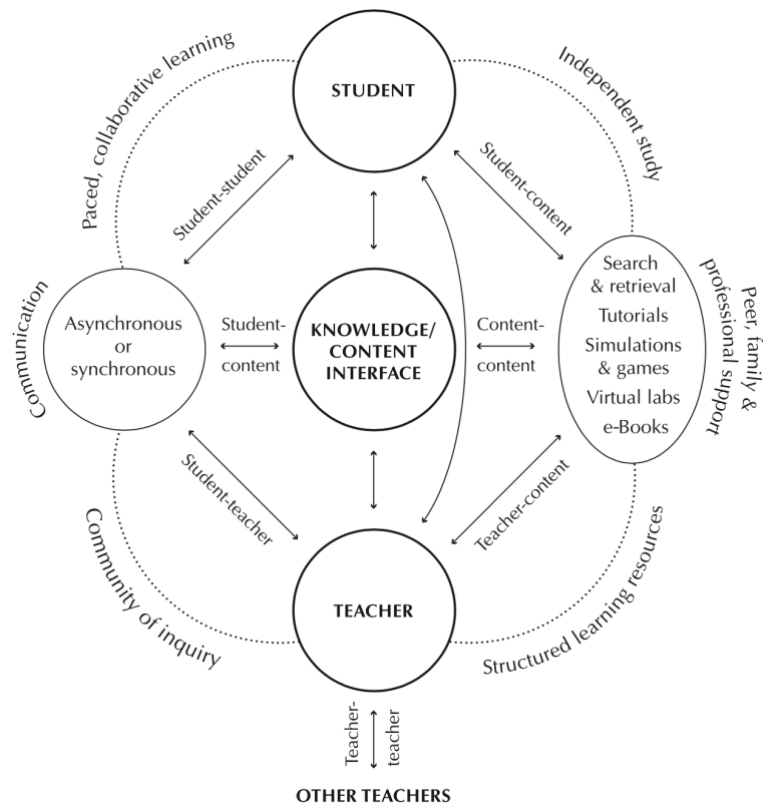 STUDENT
Paced, collaborative learning
Independent study
Student-student
Student-content
Communication
Asynchronous
or
synchronous
Student-
content
KNOWLEDGE/
CONTENT
INTERFACE
Content-
content
Search
& retrieval
Tutorials
Simulations
& games
Virtual labs
e-Books
Peer, family &
professional support
Student-teacher
Teacher-content
Community of inquiry
Structured learning resources
TEACHER
Teacher-
teacher
OTHER TEACHERS